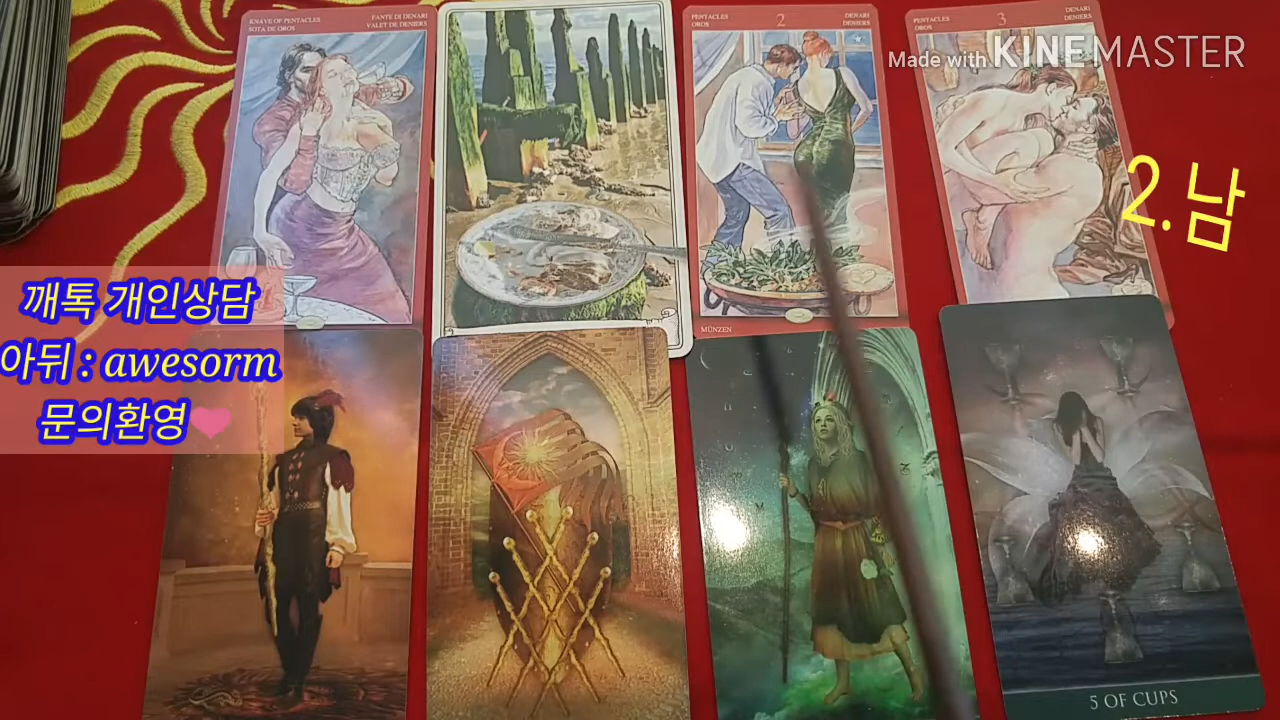 KNAVE OF PENTACLES
SOTA DE OROS
FANTE DI DENARI
VALET DE DENIERS
PENTACLES
OROS
2
DENARI
DENIERS
MÜNZEN
PENTACLES
OROS
3
DENARI
DENIERS
Made with KINEMASTER
2. 남
깨톡 개인상담
아뒤 : awesorm
문의환영
5 OF CUPS